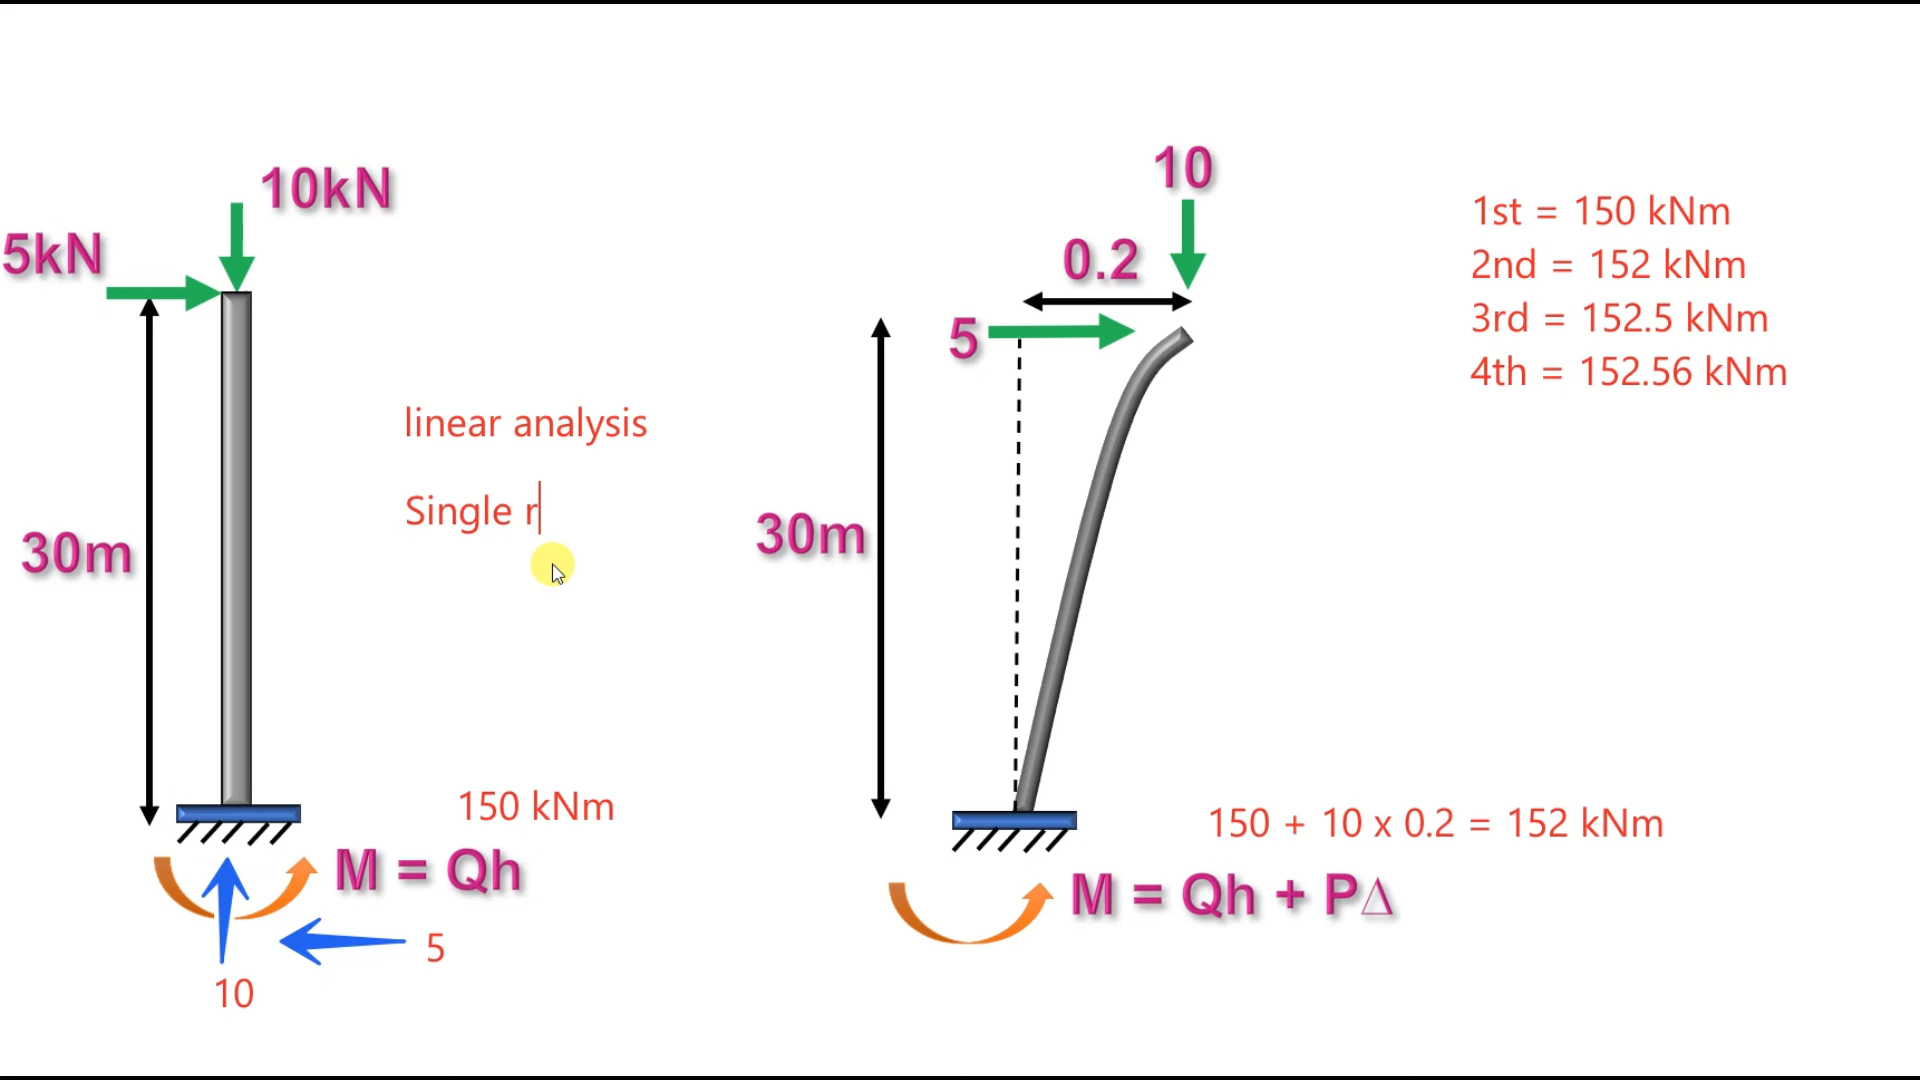 10kN
5kN
30m
linear analysis
Single r
150 kNm
M = Qh
5
10
10
0.2
5
30m
150 + 10 x 0.2 = 152 kNm
M = Qh + PΔ
1st = 150 kNm
2nd = 152 kNm
3rd = 152.5 kNm
4th = 152.56 kNm